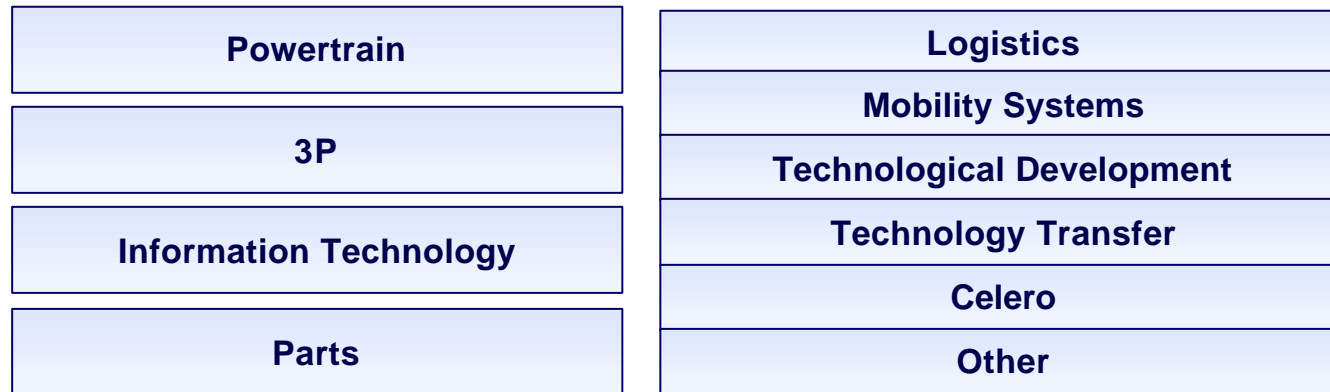 Powertrain
3P
Information Technology
Parts
Logistics
Mobility Systems
Technological Development
Technology Transfer
Celero
Other